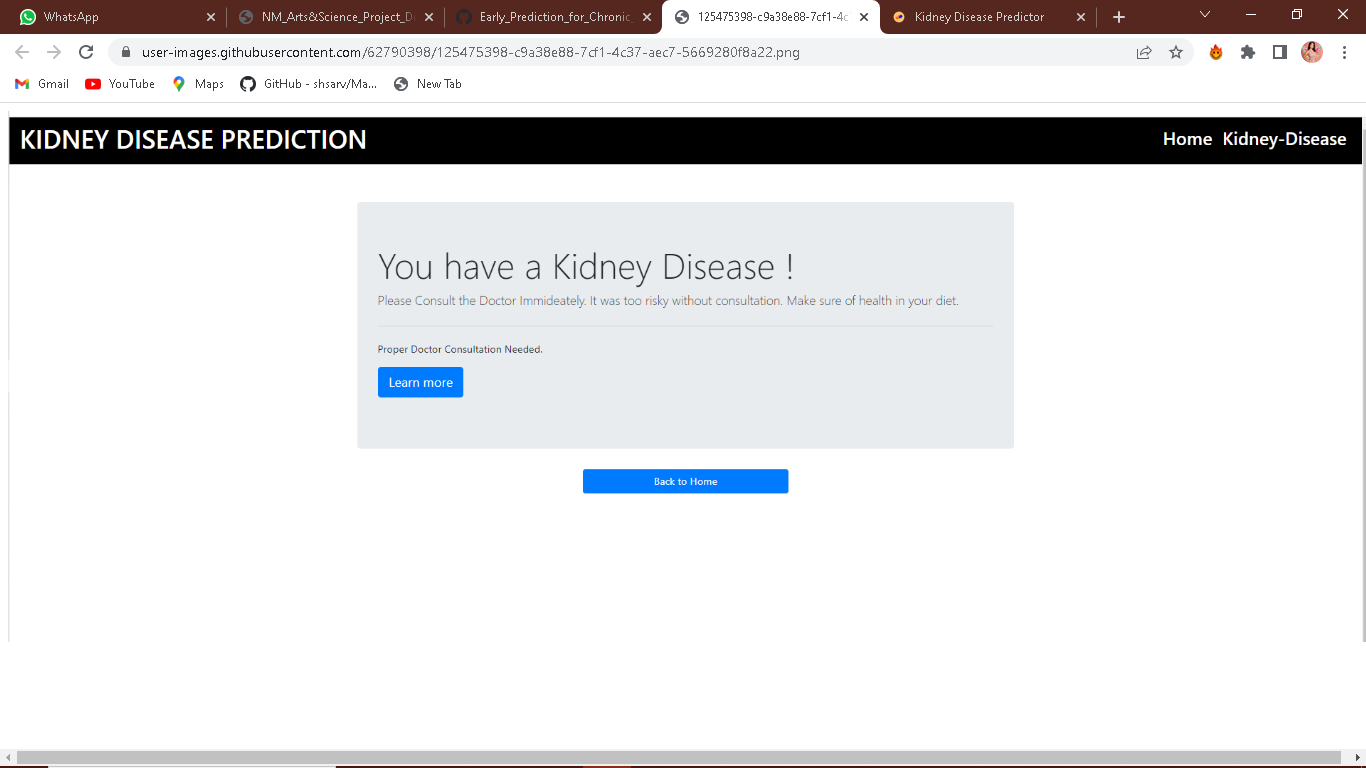 WhatsApp
NM_Arts&Science_Project_D
Early_Prediction_for_Chronic_
125475398-c9a38e88-7cf1-4c
Kidney Disease Predictor
user-images.githubusercontent.com/62790398/125475398-c9a38e88-7cf1-4c37-aec7-5669280f8a22.png
Gmail
YouTube
Maps
GitHub - shsarv/Ma...
New Tab
KIDNEY DISEASE PREDICTION
Home Kidney-Disease
You have a Kidney Disease !
Please Consult the Doctor Immideately. It was too risky without consultation. Make sure of health in your diet.
Proper Doctor Consultation Needed.
Learn more
Back to Home